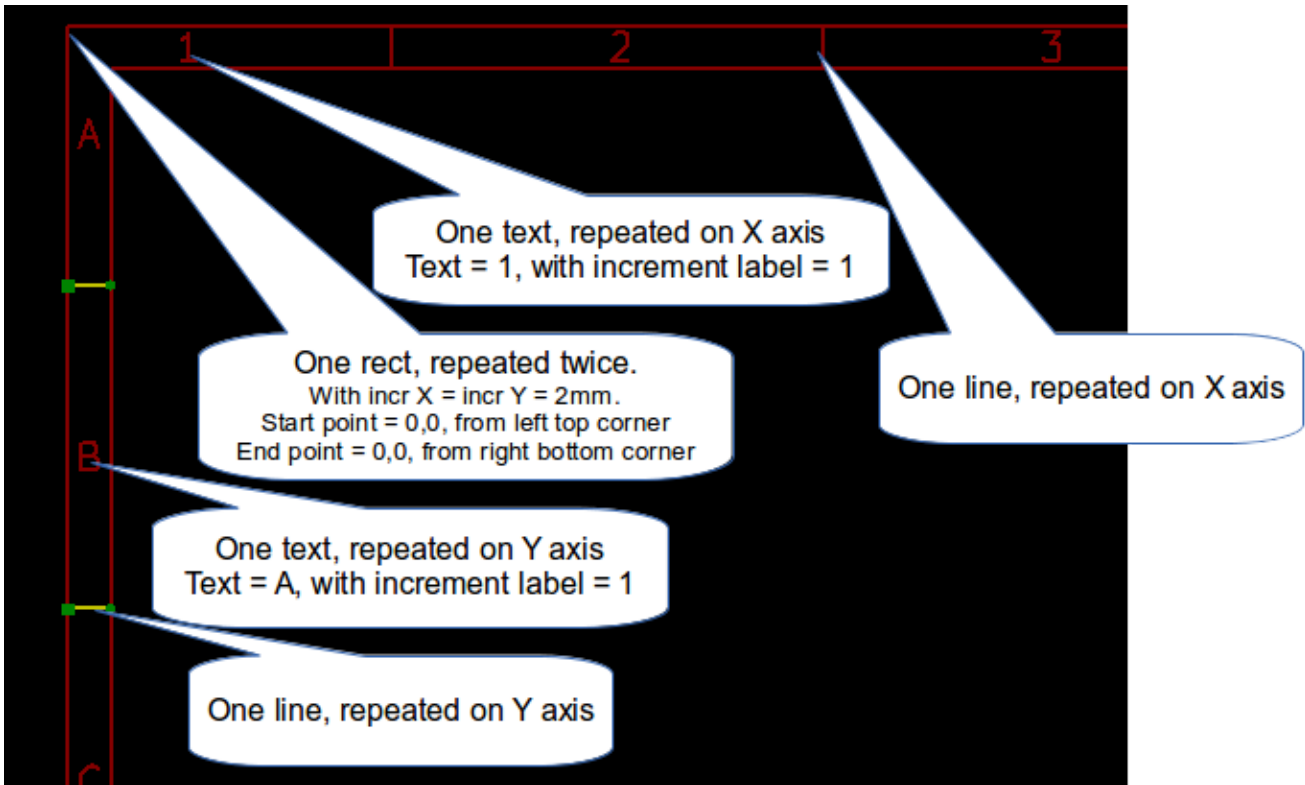 1
2
3
A
One text, repeated on X axis
Text = 1, with increment label = 1
One rect, repeated twice.
With incr X = incr Y = 2mm.
Start point = 0,0, from left top corner
End point = 0,0, from right bottom corner
One line, repeated on X axis
B
One text, repeated on Y axis
Text = A, with increment label = 1
One line, repeated on Y axis
C